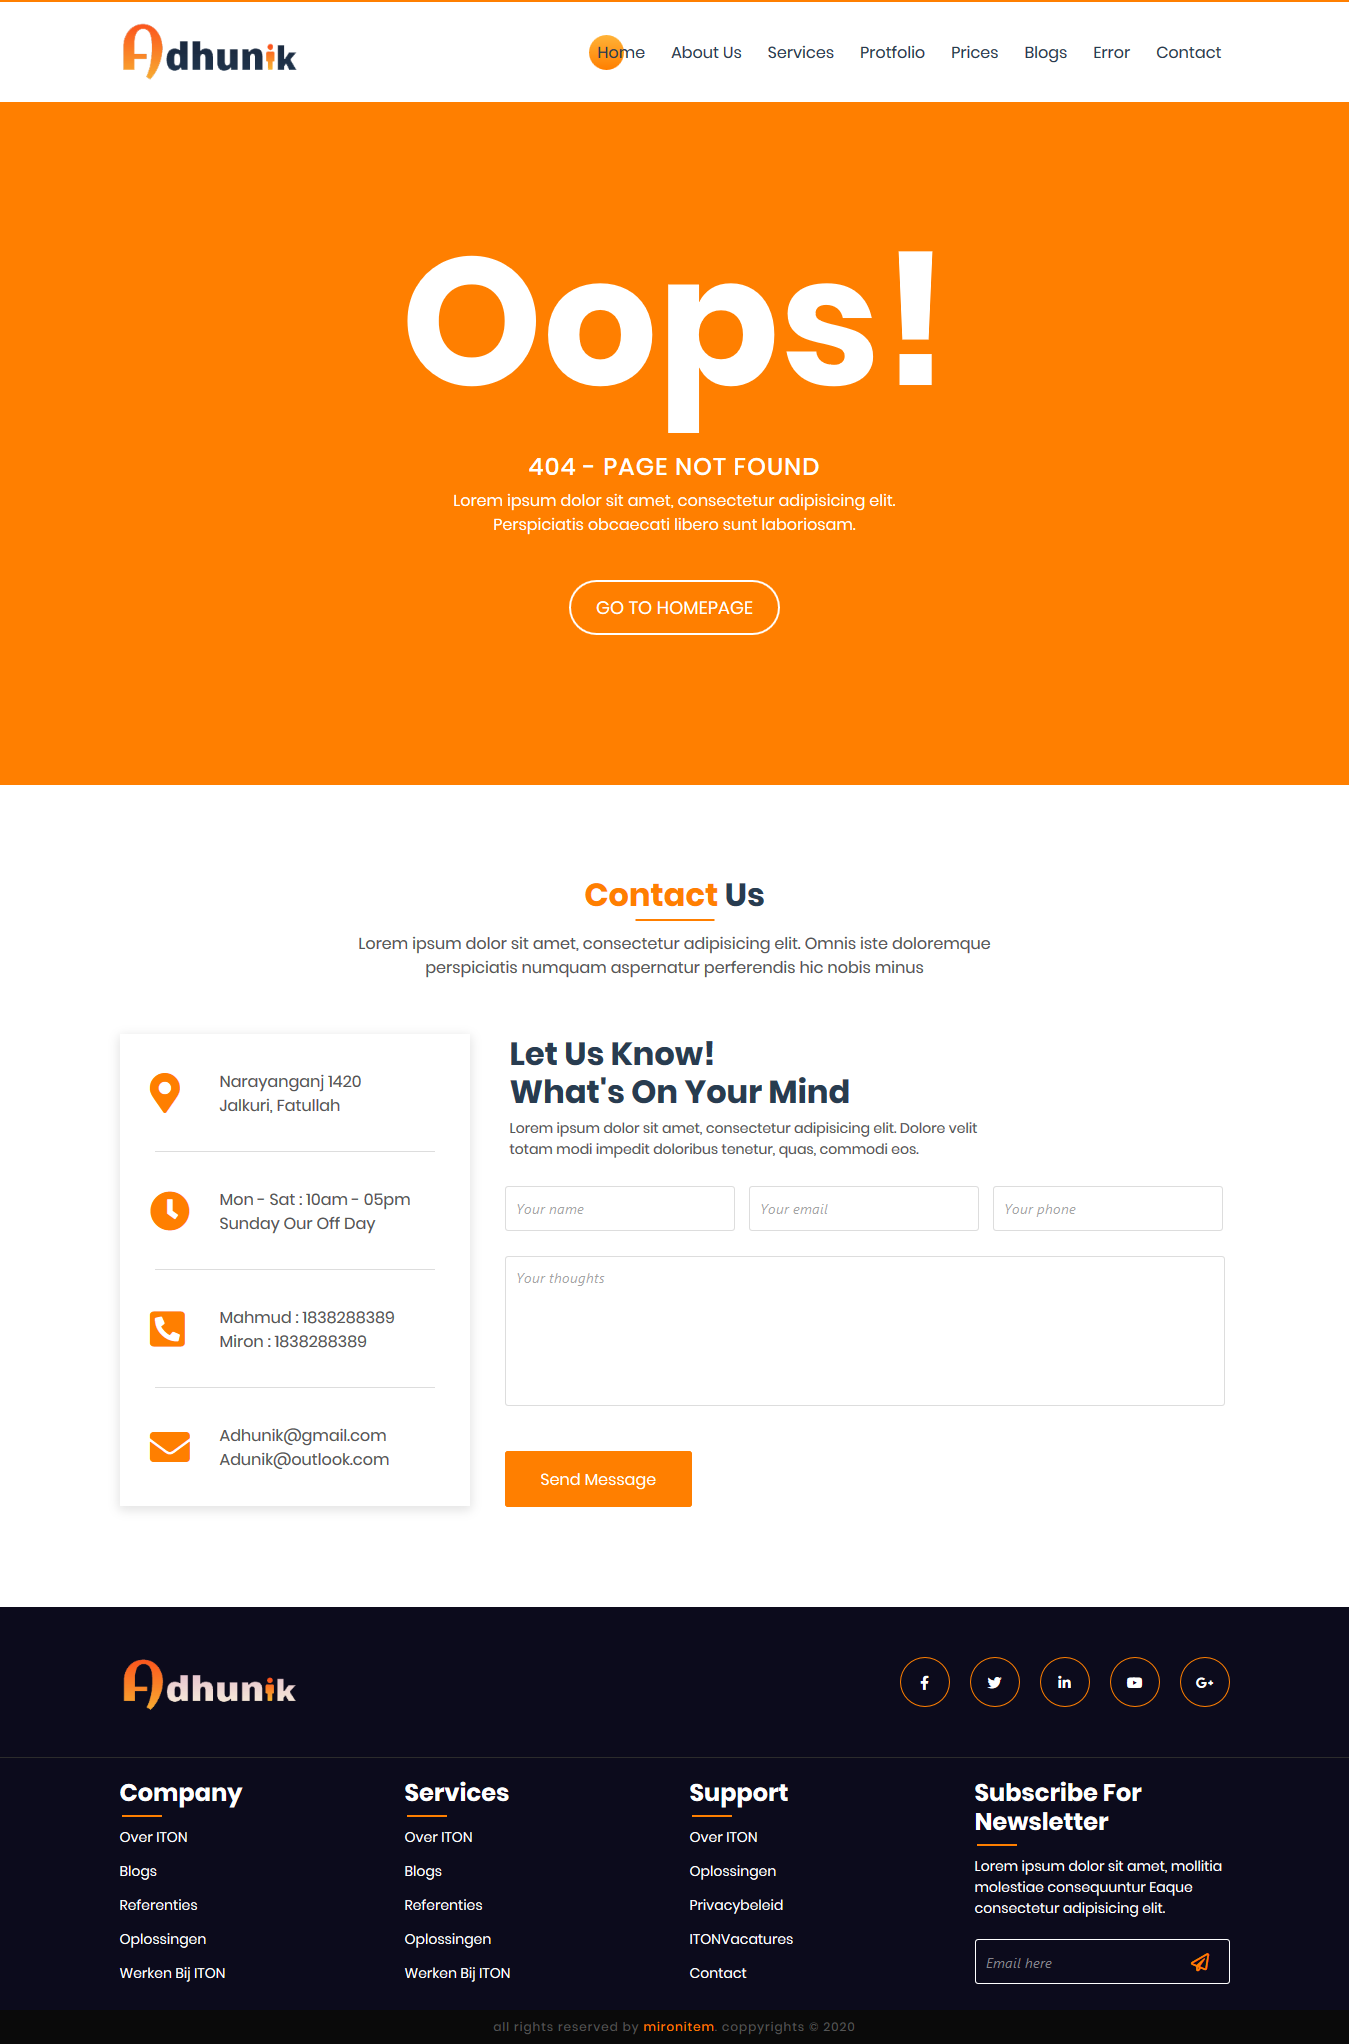 Adhunik
Home About Us Services Protfolio Prices Blogs Error Contact
Oops!
404 - PAGE NOT FOUND
Lorem ipsum dolor sit amet, consectetur adipisicing elit.
Perspiciatis obcaecati libero sunt laboriosam.
GO TO HOMEPAGE
Contact Us
Lorem ipsum dolor sit amet, consectetur adipisicing elit. Omnis iste doloremque
perspiciatis numquam aspernatur perferendis hic nobis minus
Narayanganj 1420
Jalkuri, Fatullah
Mon - Sat : 10am - 05pm
Sunday Our Off Day
Mahmud : 1838288389
Miron : 1838288389
Adhunik@gmail.com
Adunik@outlook.com
Let Us Know!
What's On Your Mind
Lorem ipsum dolor sit amet, consectetur adipisicing elit. Dolore velit
totam modi impedit doloribus tenetur, quas, commodi eos.
Your name Your email Your phone
Your thoughts
Send Message
Adhunik
Company
Over ITON
Blogs
Referenties
Oplossingen
Werken Bij ITON
Services
Over ITON
Blogs
Referenties
Oplossingen
Werken Bij ITON
Support
Over ITON
Oplossingen
Privacybeleid
ITONVacatures
Contact
Subscribe For
Newsletter
Lorem ipsum dolor sit amet, mollitia
molestiae consequuntur Eaque
consectetur adipisicing elit.
Email here
all rights reserved by mironitem. coppyrights © 2020